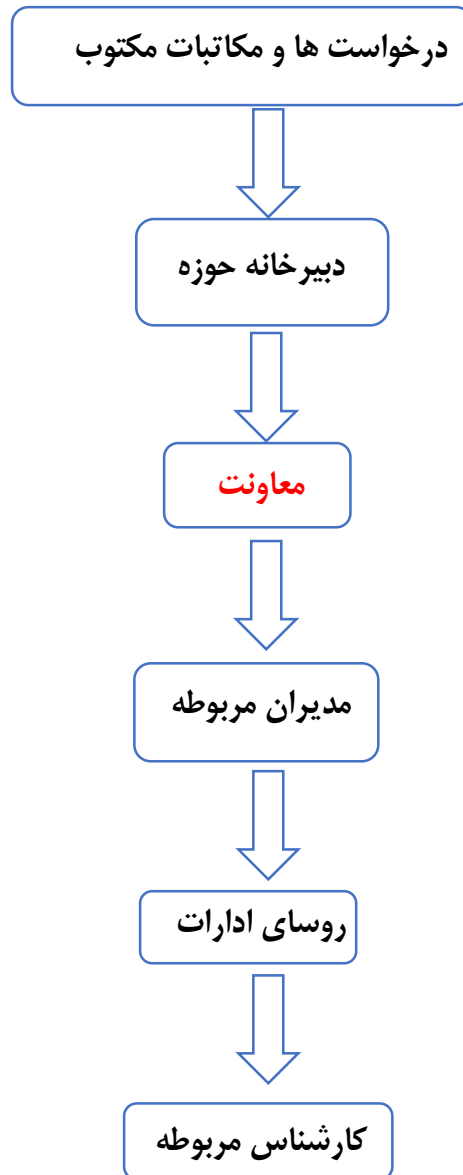 درخواست ها و مکاتبات مکتوب
دبیرخانه حوزه
معاونت
مدیران مربوطه
روسای ادارات
کارشناس مربوطه